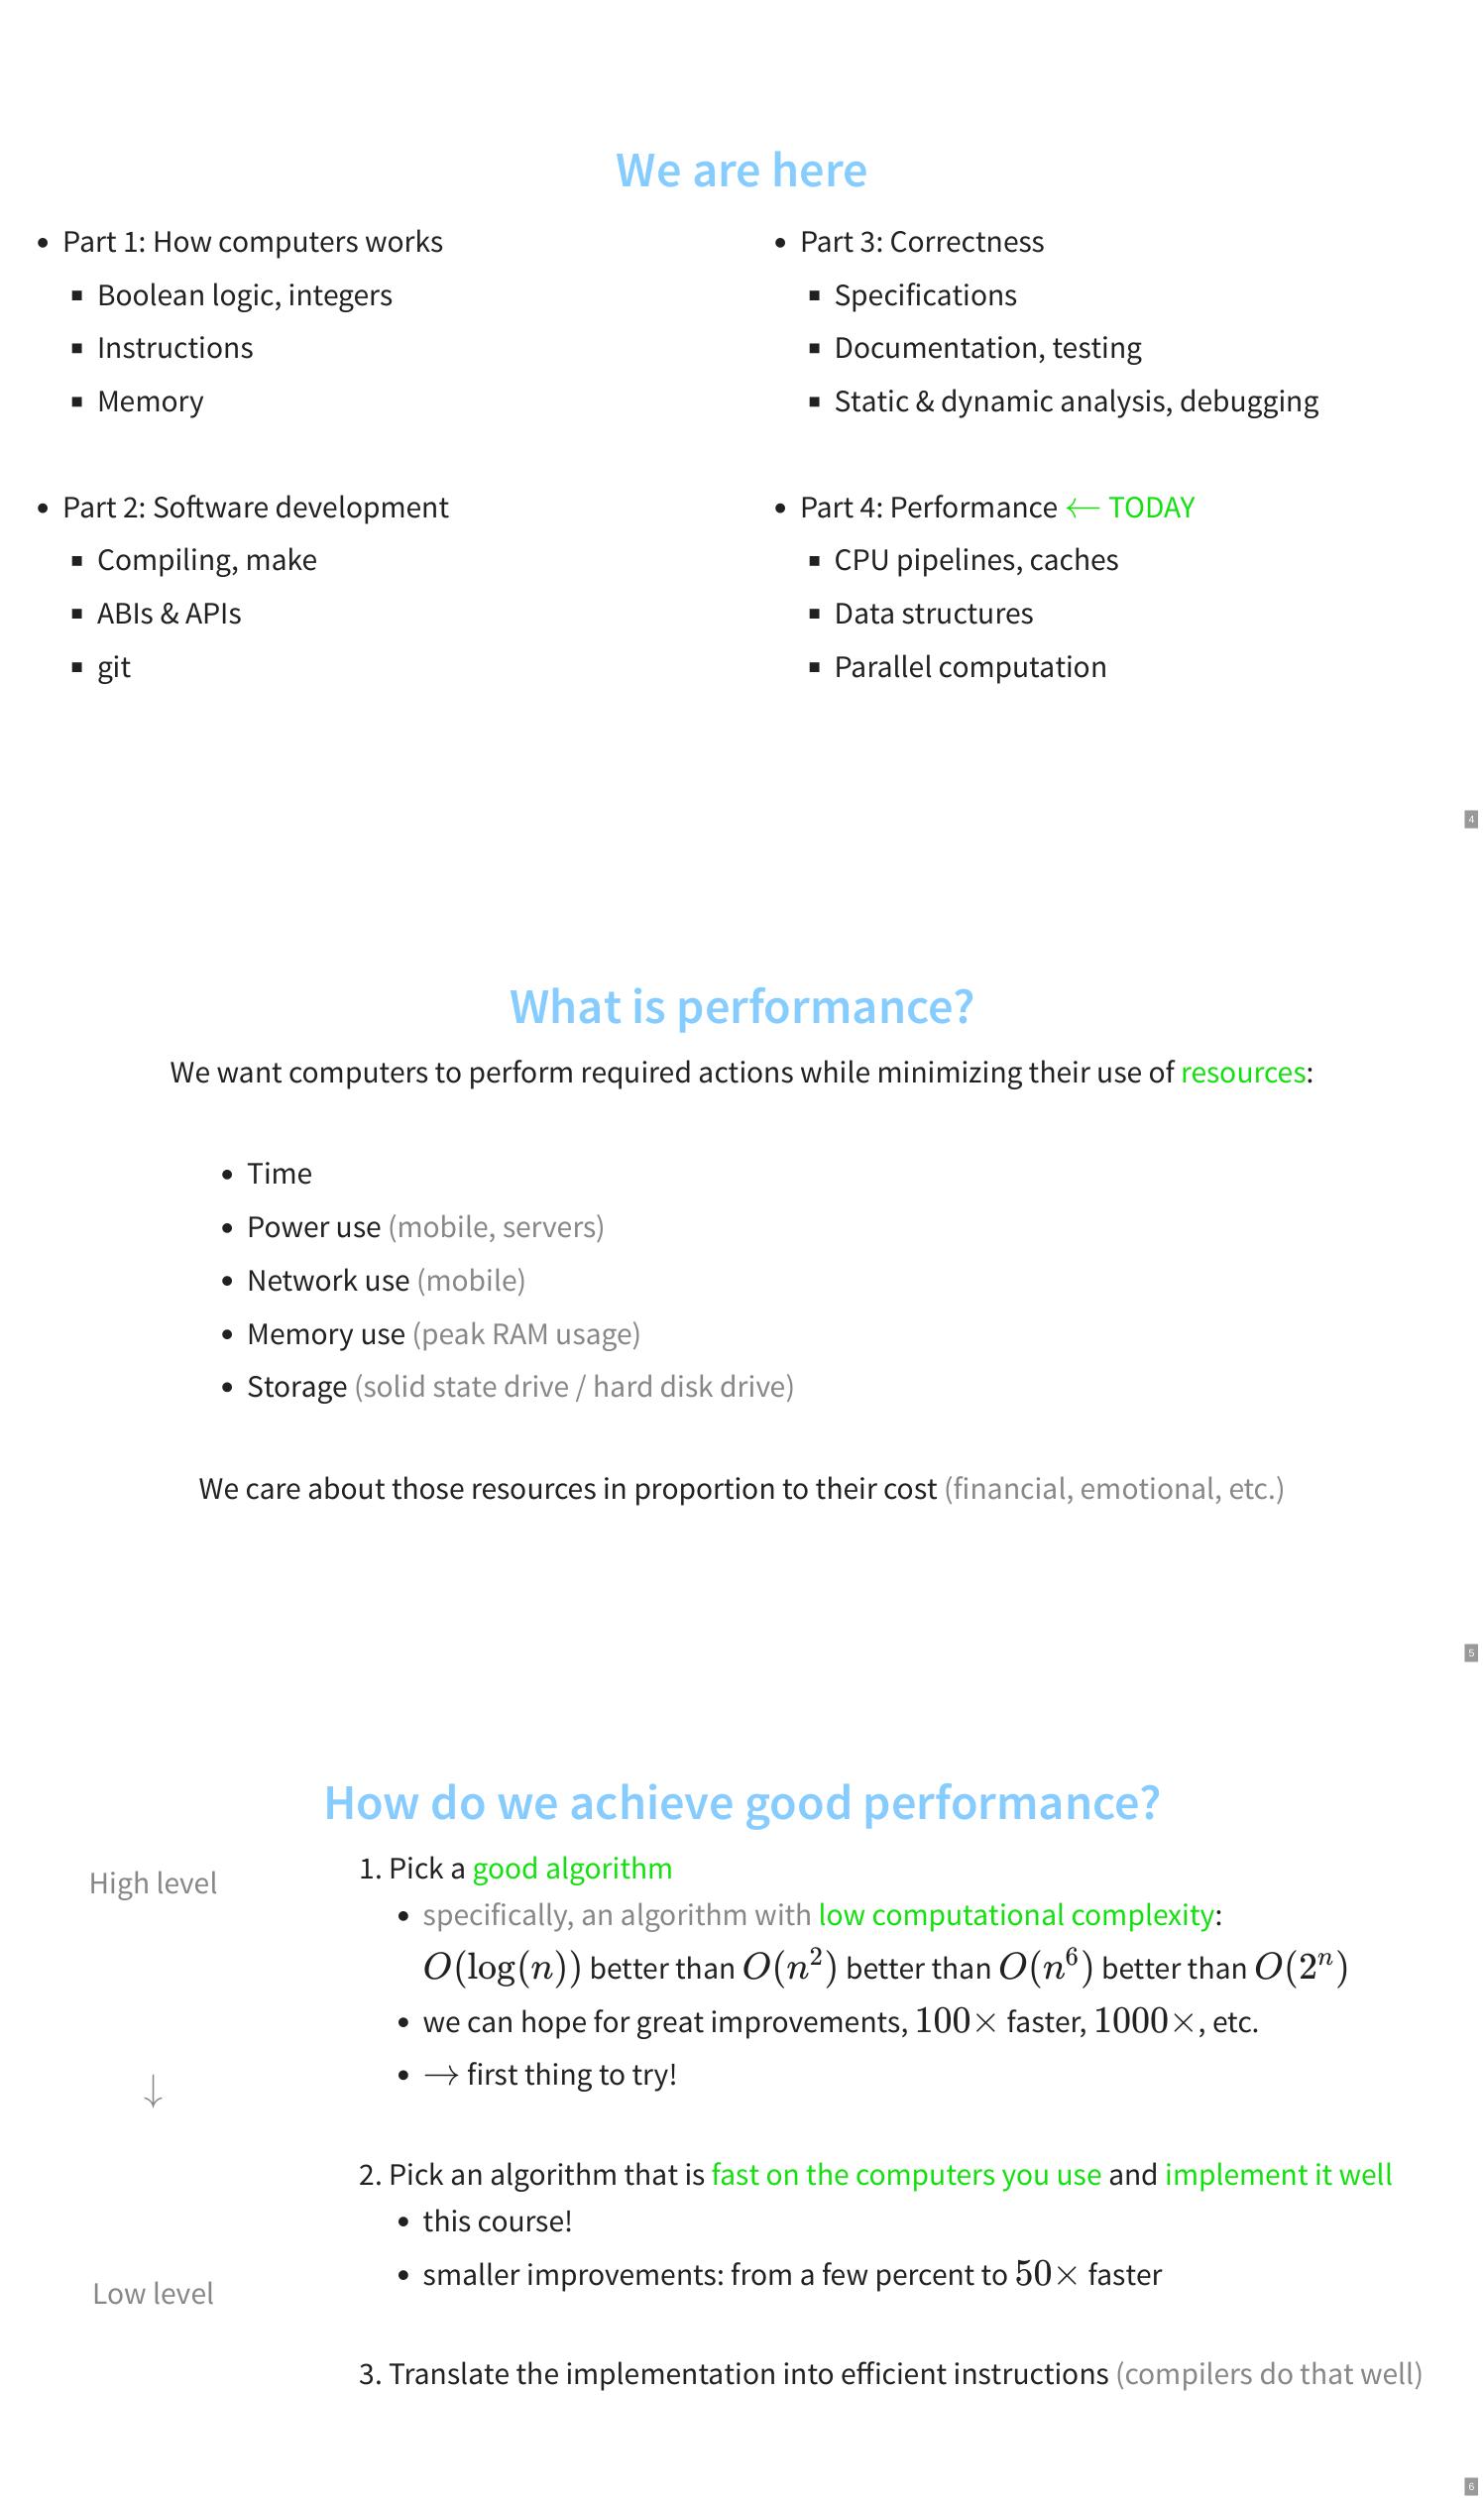 We are here
• Part 1: How computers works
▪ Boolean logic, integers
▪ Instructions
▪ Memory
• Part 2: Software development
▪ Compiling, make
▪ ABIs & APIs
▪ git
• Part 3: Correctness
▪ Specifications
▪ Documentation, testing
▪ Static & dynamic analysis, debugging
• Part 4: Performance ← TODAY
▪ CPU pipelines, caches
▪ Data structures
▪ Parallel computation
4
What is performance?
We want computers to perform required actions while minimizing their use of resources:
• Time
• Power use (mobile, servers)
• Network use (mobile)
• Memory use (peak RAM usage)
• Storage (solid state drive / hard disk drive)
We care about those resources in proportion to their cost (financial, emotional, etc.)
5
How do we achieve good performance?
High level
↓
Low level
1. Pick a good algorithm
• specifically, an algorithm with low computational complexity:
O(log(n)) better than O(n²) better than O(n⁶) better than O(2ⁿ)
• we can hope for great improvements, 100× faster, 1000×, etc.
• → first thing to try!
2. Pick an algorithm that is fast on the computers you use and implement it well
• this course!
• smaller improvements: from a few percent to 50× faster
3. Translate the implementation into efficient instructions (compilers do that well)
6